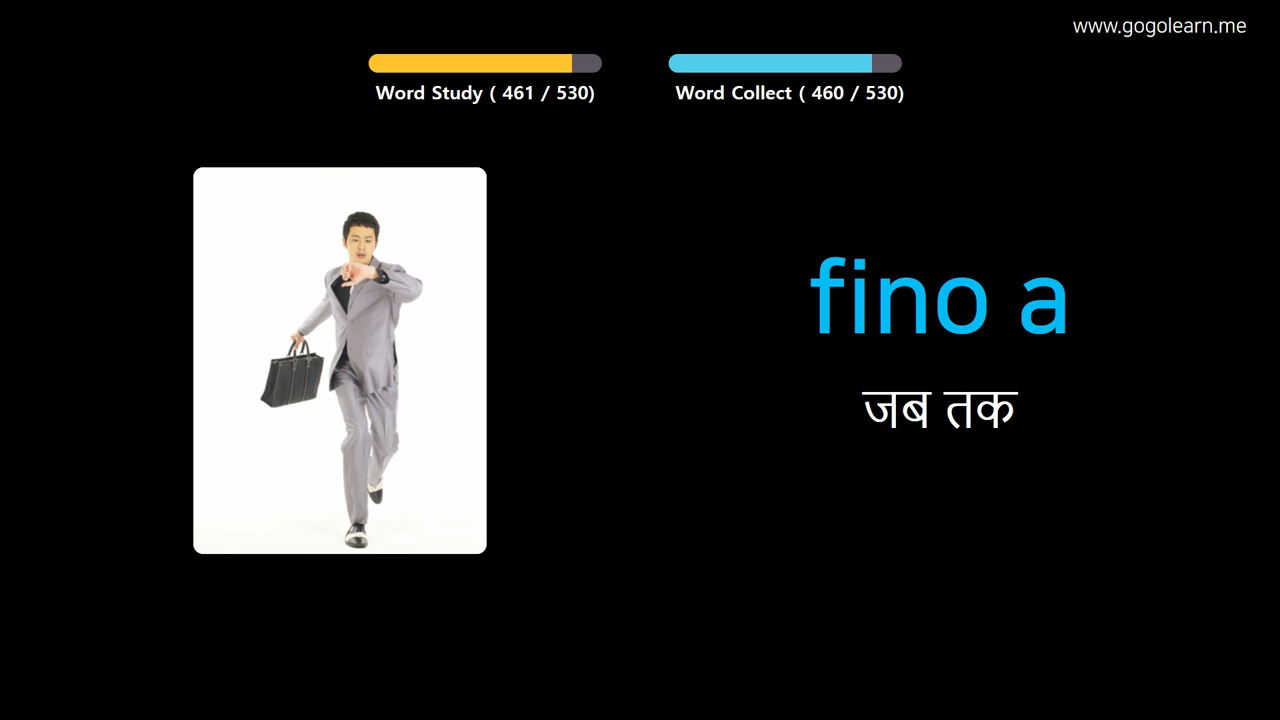 www.gogolearn.me
Word Study ( 461 / 530)
Word Collect ( 460 / 530)
fino a
जब तक